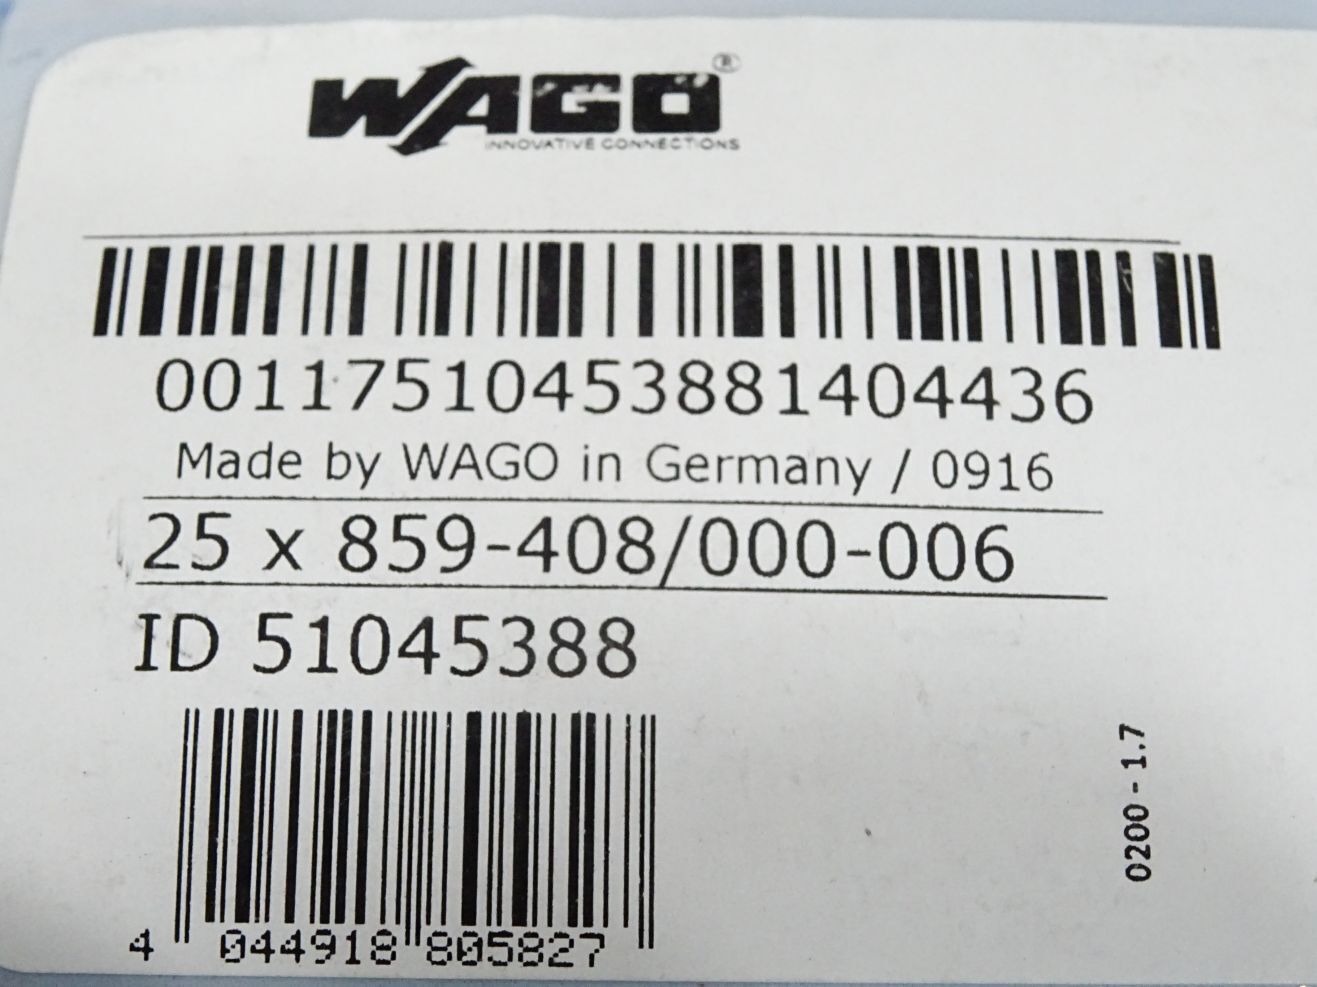 WAGO®
INNOVATIVE CONNECTIONS
00117510453881404436
Made by WAGO in Germany / 0916
25 x 859-408/000-006
ID 51045388
0200 - 1.7
4 044918 805827